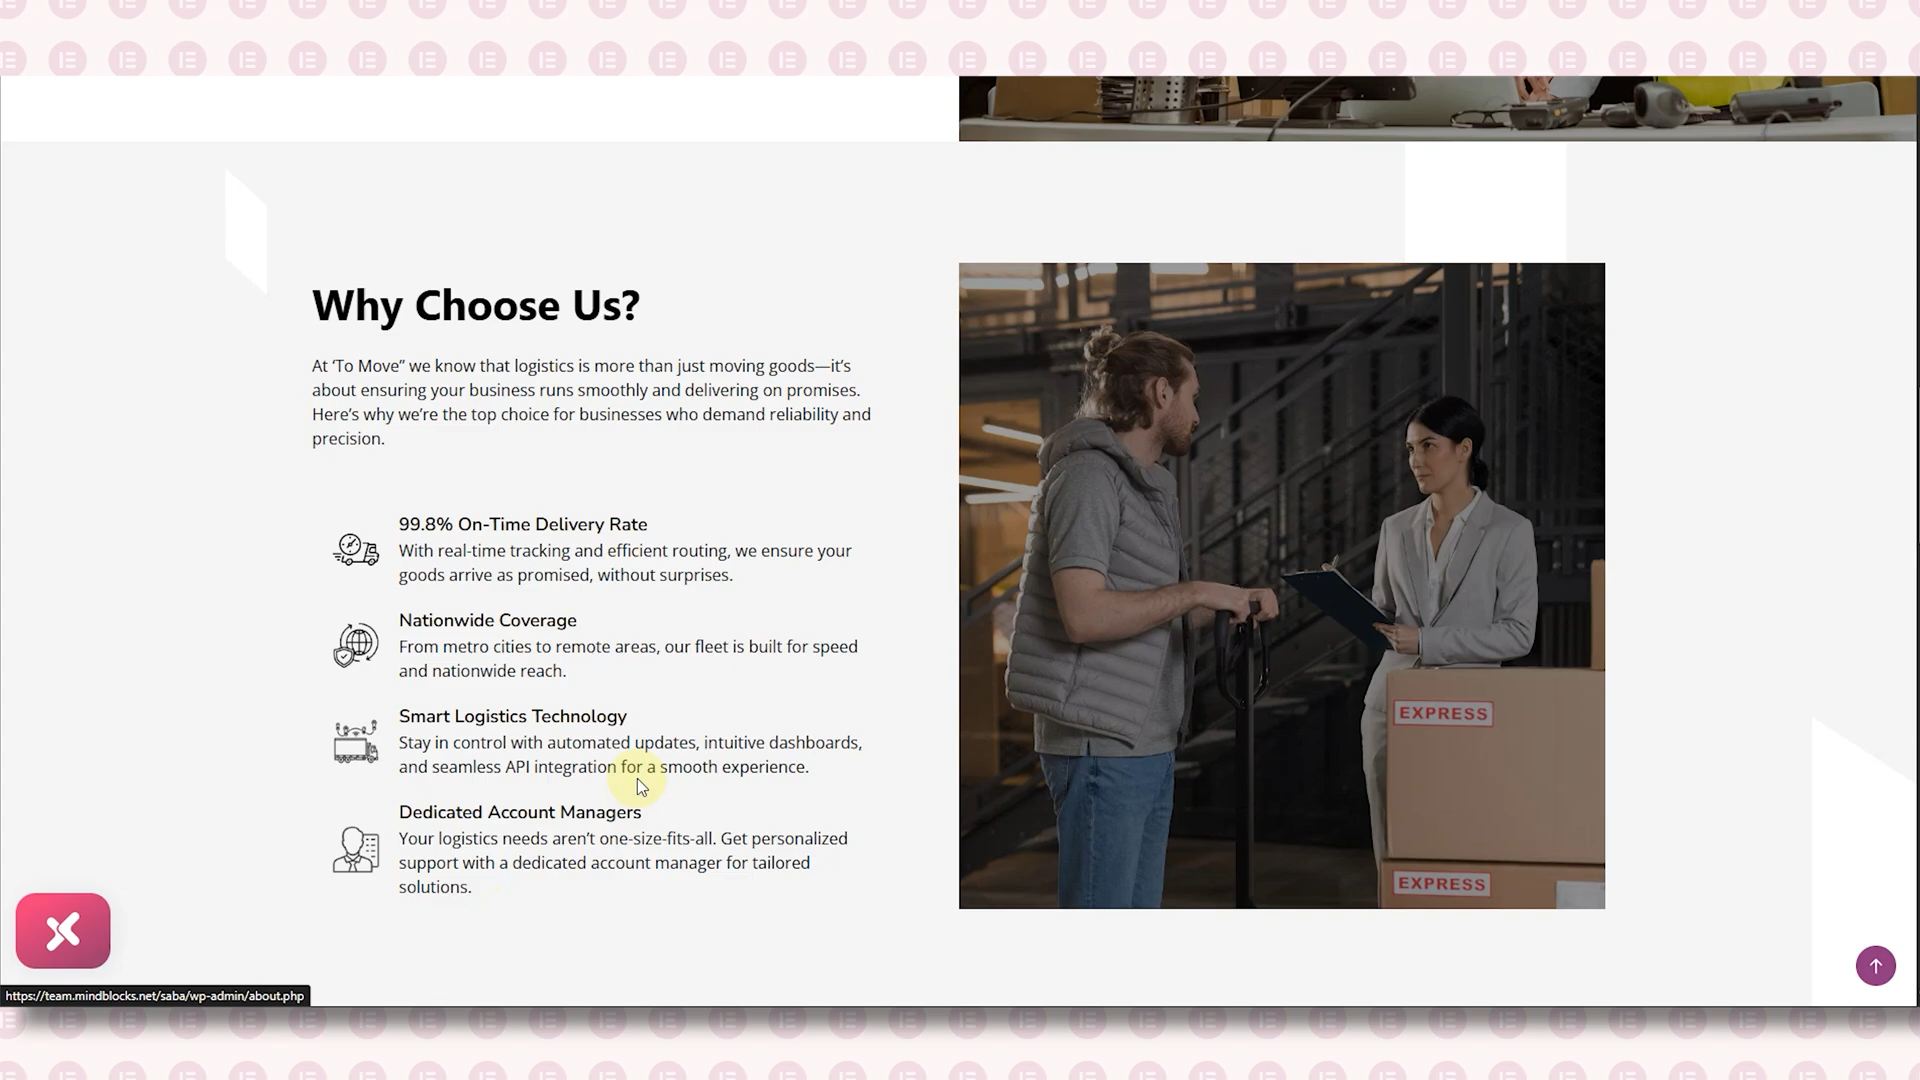 Why Choose Us?
At ‘To Move” we know that logistics is more than just moving goods—it’s
about ensuring your business runs smoothly and delivering on promises.
Here’s why we’re the top choice for businesses who demand reliability and
precision.
99.8% On-Time Delivery Rate
With real-time tracking and efficient routing, we ensure your
goods arrive as promised, without surprises.
Nationwide Coverage
From metro cities to remote areas, our fleet is built for speed
and nationwide reach.
Smart Logistics Technology
Stay in control with automated updates, intuitive dashboards,
and seamless API integration for a smooth experience.
Dedicated Account Managers
Your logistics needs aren’t one-size-fits-all. Get personalized
support with a dedicated account manager for tailored
solutions.
EXPRESS
EXPRESS
https://team.mindblocks.net/saba/wp-admin/about.php